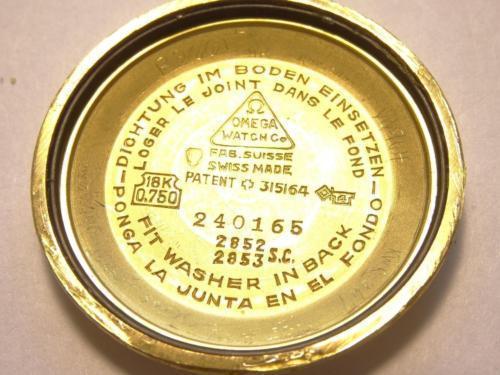 DICHTUNG IM BODEN EINSETZEN
LOGER LE JOINT DANS LE FOND
Ω
OMEGA
WATCH Co
FAB. SUISSE
SWISS MADE
PATENT 315164
18K
0.750
240165
2852
2853 S.C.
FIT WASHER IN BACK
PONGA LA JUNTA EN EL FONDO